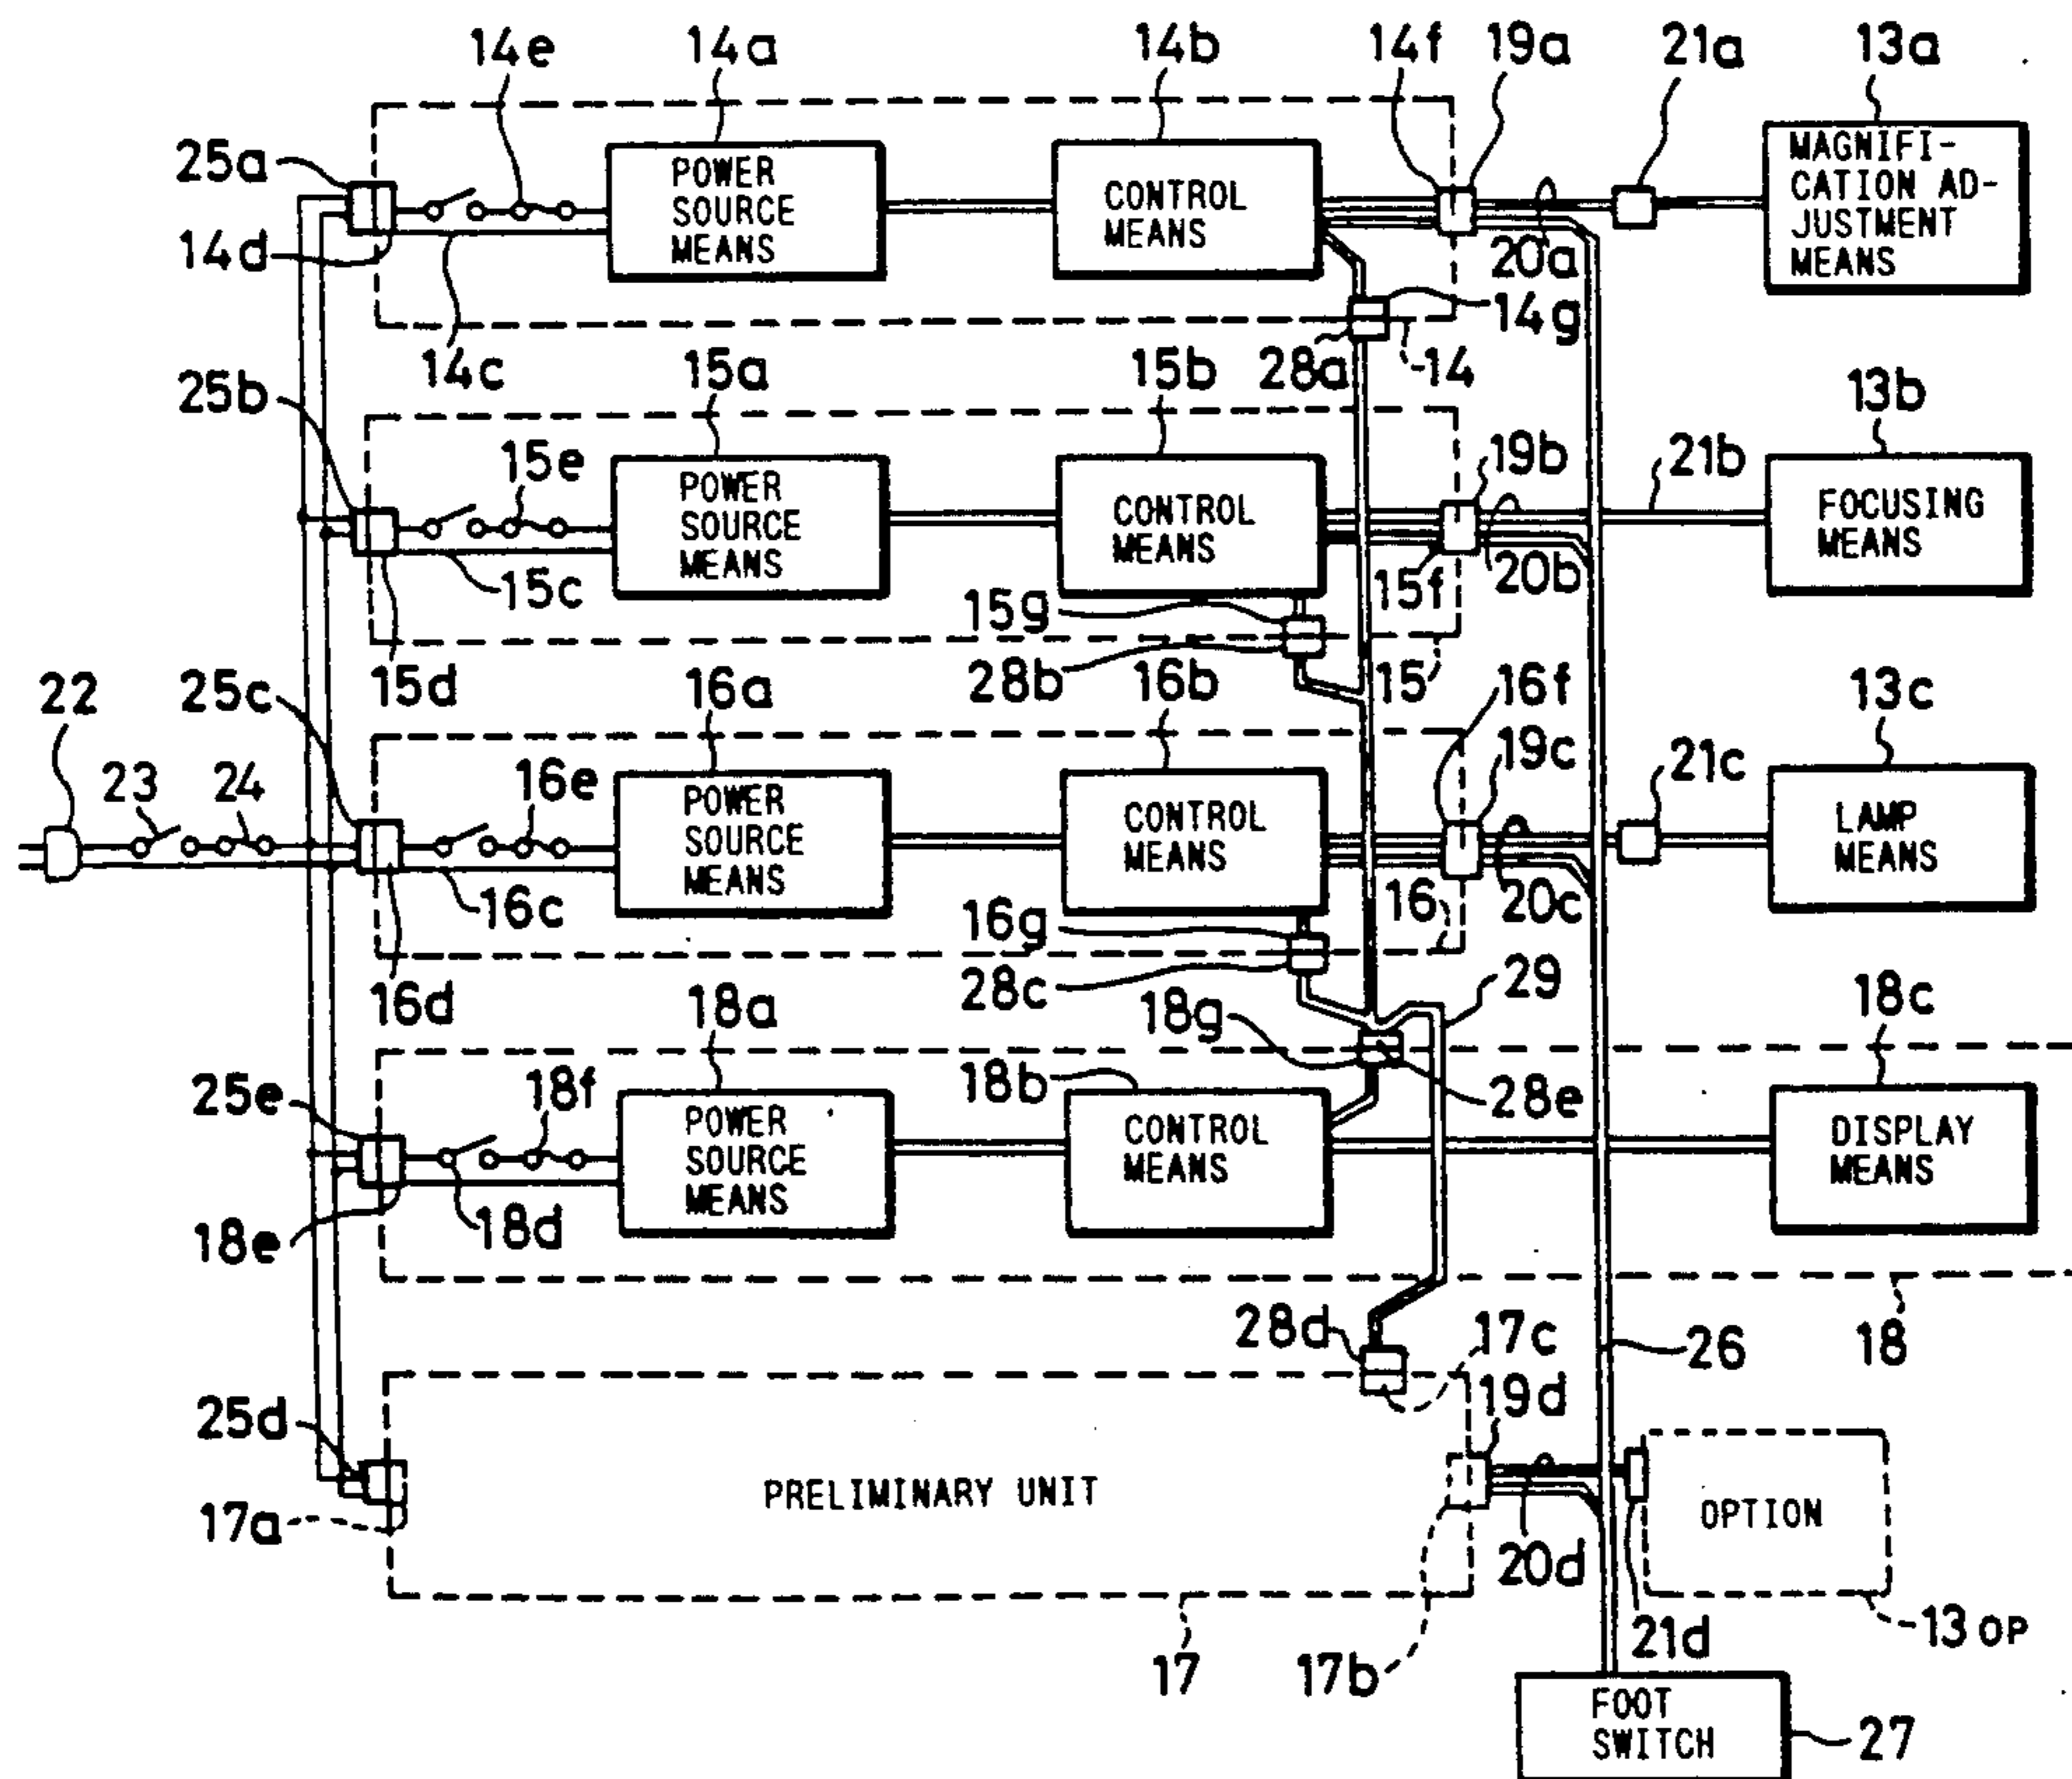 14e 14a 14b 14f 19a 21a 13a
25a
POWER
SOURCE
MEANS
CONTROL
MEANS
MAGNIFI-
CATION AD-
JUSTMENT
MEANS
14d
20a
14g
14c
28a
14
25b
15a
15b
13b
15e
19b
21b
POWER
SOURCE
MEANS
CONTROL
MEANS
FOCUSING
MEANS
15c
15g
15f
20b
15d
28b
15
22
25c
16a
16b
16f
13c
23
24
16e
19c
21c
POWER
SOURCE
MEANS
CONTROL
MEANS
LAMP
MEANS
16c
16g
16
20c
16d
28c
29
18a
18g
18c
25e
18f
18b
28e
POWER
SOURCE
MEANS
CONTROL
MEANS
DISPLAY
MEANS
18e
18d
28d
17c
26
18
25d
19d
17a
PRELIMINARY UNIT
OPTION
20d
17
17b
21d
13 OP
FOOT
SWITCH
27